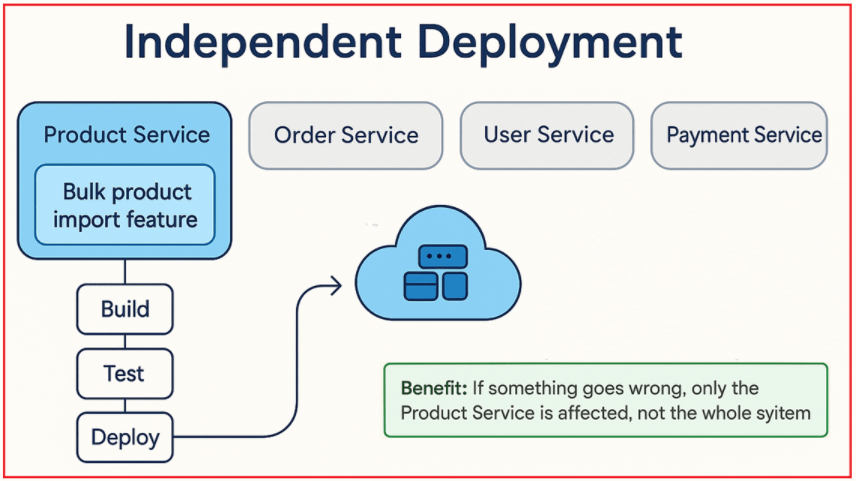 Independent Deployment
Product Service
Order Service
User Service
Payment Service
Bulk product
import feature
Build
Test
Deploy
Benefit: If something goes wrong, only the
Product Service is affected, not the whole syitem